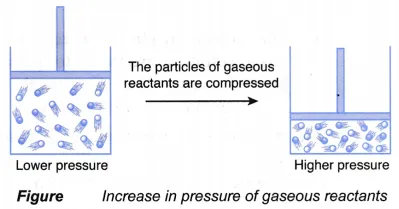 The particles of gaseous
reactants are compressed
Lower pressure
Higher pressure
Figure Increase in pressure of gaseous reactants